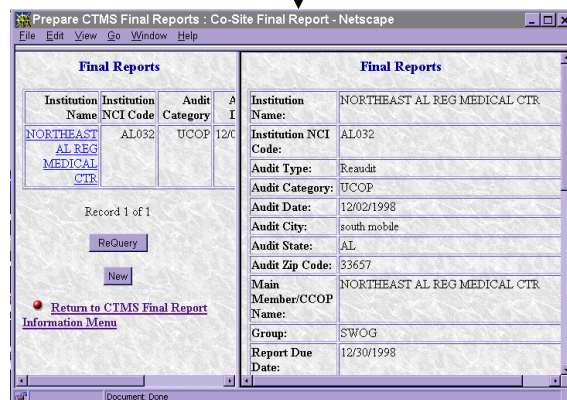 Prepare CTMS Final Reports : Co-Site Final Report - Netscape
File Edit View Go Window Help
Final Reports
Institution Name Institution NCI Code Audit Category A
NORTHEAST AL REG MEDICAL CTR AL032 UCOP 12/0
Record 1 of 1
ReQuery
New
Return to CTMS Final Report
Information Menu
Final Reports
Institution Name: NORTHEAST AL REG MEDICAL CTR
Institution NCI Code: AL032
Audit Type: Reaudit
Audit Category: UCOP
Audit Date: 12/02/1998
Audit City: south mobile
Audit State: AL
Audit Zip Code: 33657
Main Member/CCOP Name: NORTHEAST AL REG MEDICAL CTR
Group: SWOG
Report Due Date: 12/30/1998
Document: Done